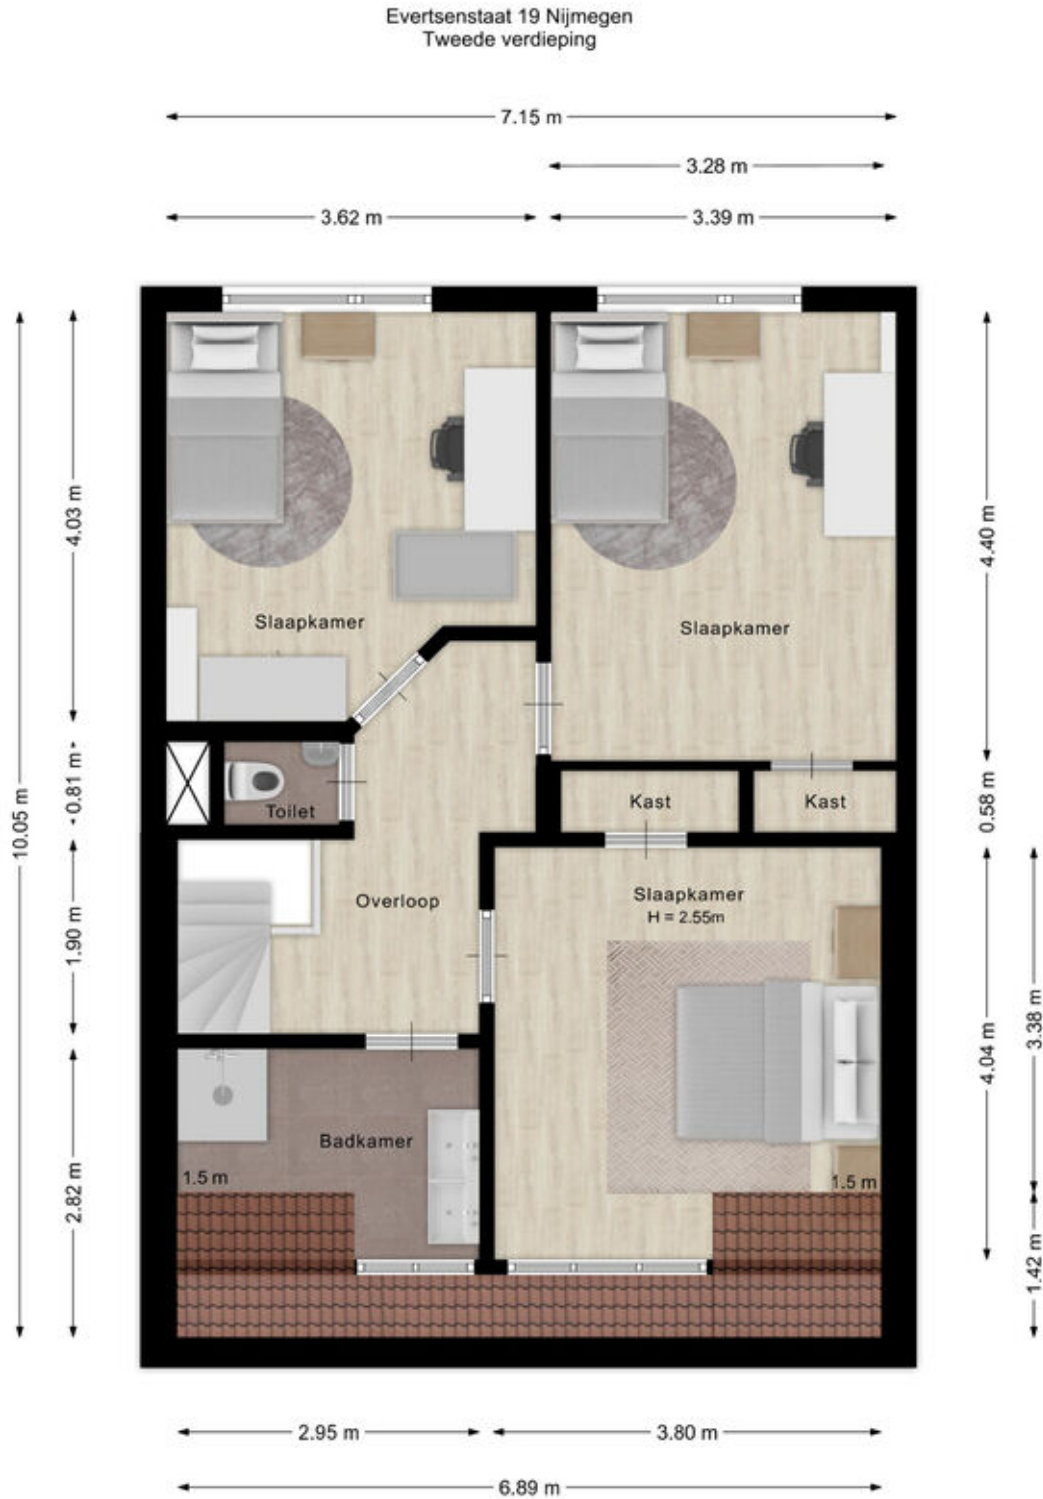 Evertsenstaat 19 Nijmegen
Tweede verdieping
7.15 m
3.28 m
3.62 m
3.39 m
4.03 m
4.40 m
Slaapkamer
Slaapkamer
0.81 m
10.05 m
Toilet
Kast
Kast
0.58 m
Slaapkamer
H = 2.55m
Overloop
1.90 m
3.38 m
4.04 m
Badkamer
1.5 m
1.5 m
2.82 m
1.42 m
2.95 m
3.80 m
6.89 m